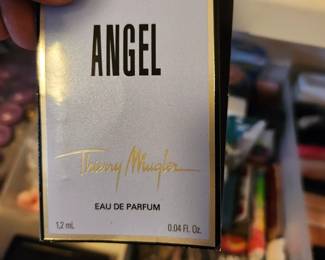 ANGEL
Thierry Mugler
EAU DE PARFUM
1,2 ml. 0.04 Fl. Oz.